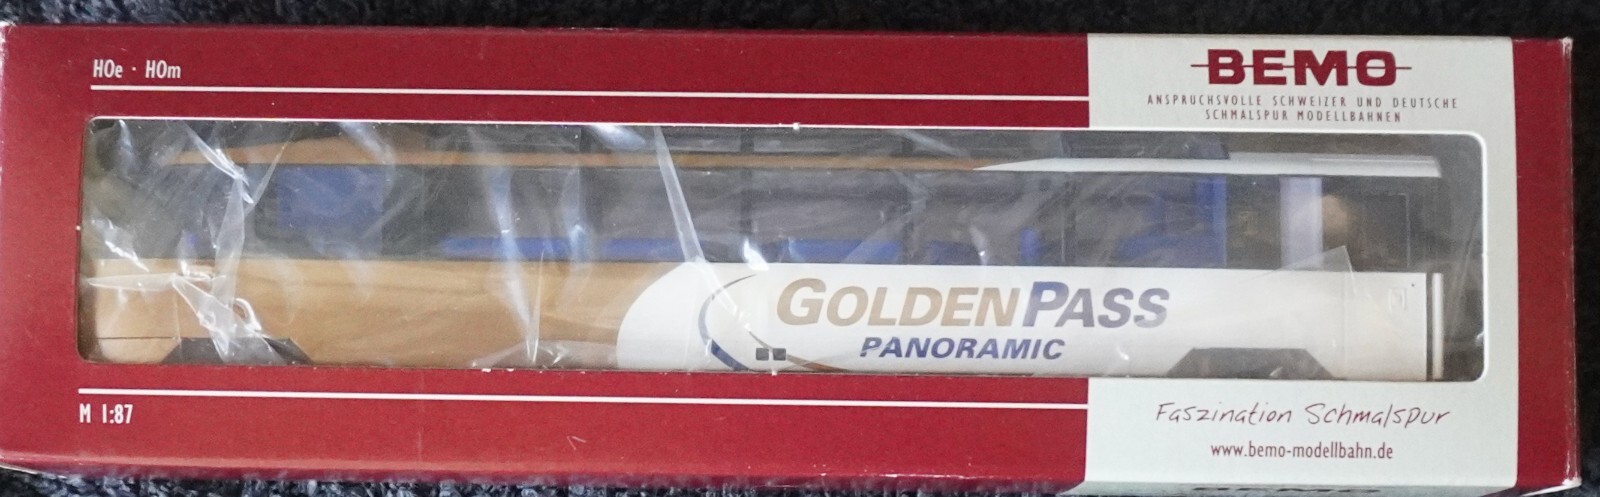 H0e · H0m
BEMO
ANSPRUCHSVOLLE SCHWEIZER UND DEUTSCHE
SCHMALSPUR MODELLBAHNEN
GOLDENPASS
PANORAMIC
M 1:87
Faszination Schmalspur
www.bemo-modellbahn.de
BEMO